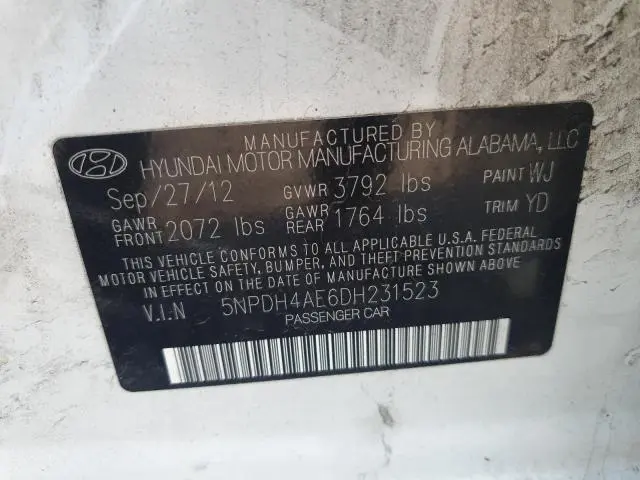 MANUFACTURED BY
HYUNDAI MOTOR MANUFACTURING ALABAMA, LLC
Sep/27/12 GVWR 3792 lbs PAINT WJ
GAWR FRONT 2072 lbs GAWR REAR 1764 lbs TRIM YD
THIS VEHICLE CONFORMS TO ALL APPLICABLE U.S.A. FEDERAL
MOTOR VEHICLE SAFETY, BUMPER, AND THEFT PREVENTION STANDARDS
IN EFFECT ON THE DATE OF MANUFACTURE SHOWN ABOVE.
V.I.N 5NPDH4AE6DH231523
PASSENGER CAR